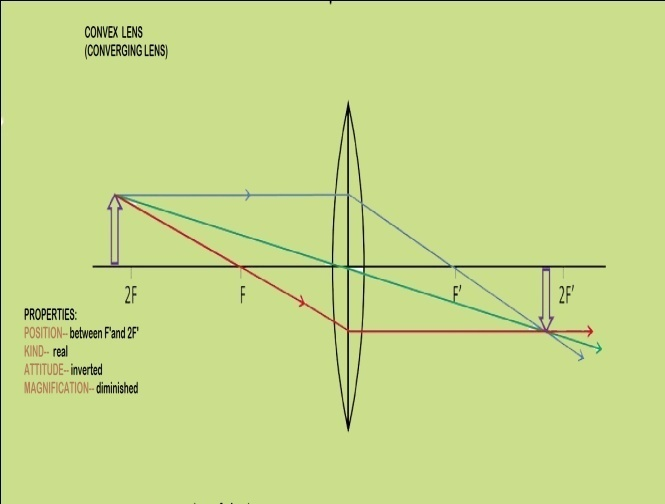 CONVEX LENS
(CONVERGING LENS)
2F
F
F'
2F'
PROPERTIES:
POSITION-- between F'and 2F'
KIND-- real
ATTITUDE-- inverted
MAGNIFICATION-- diminished